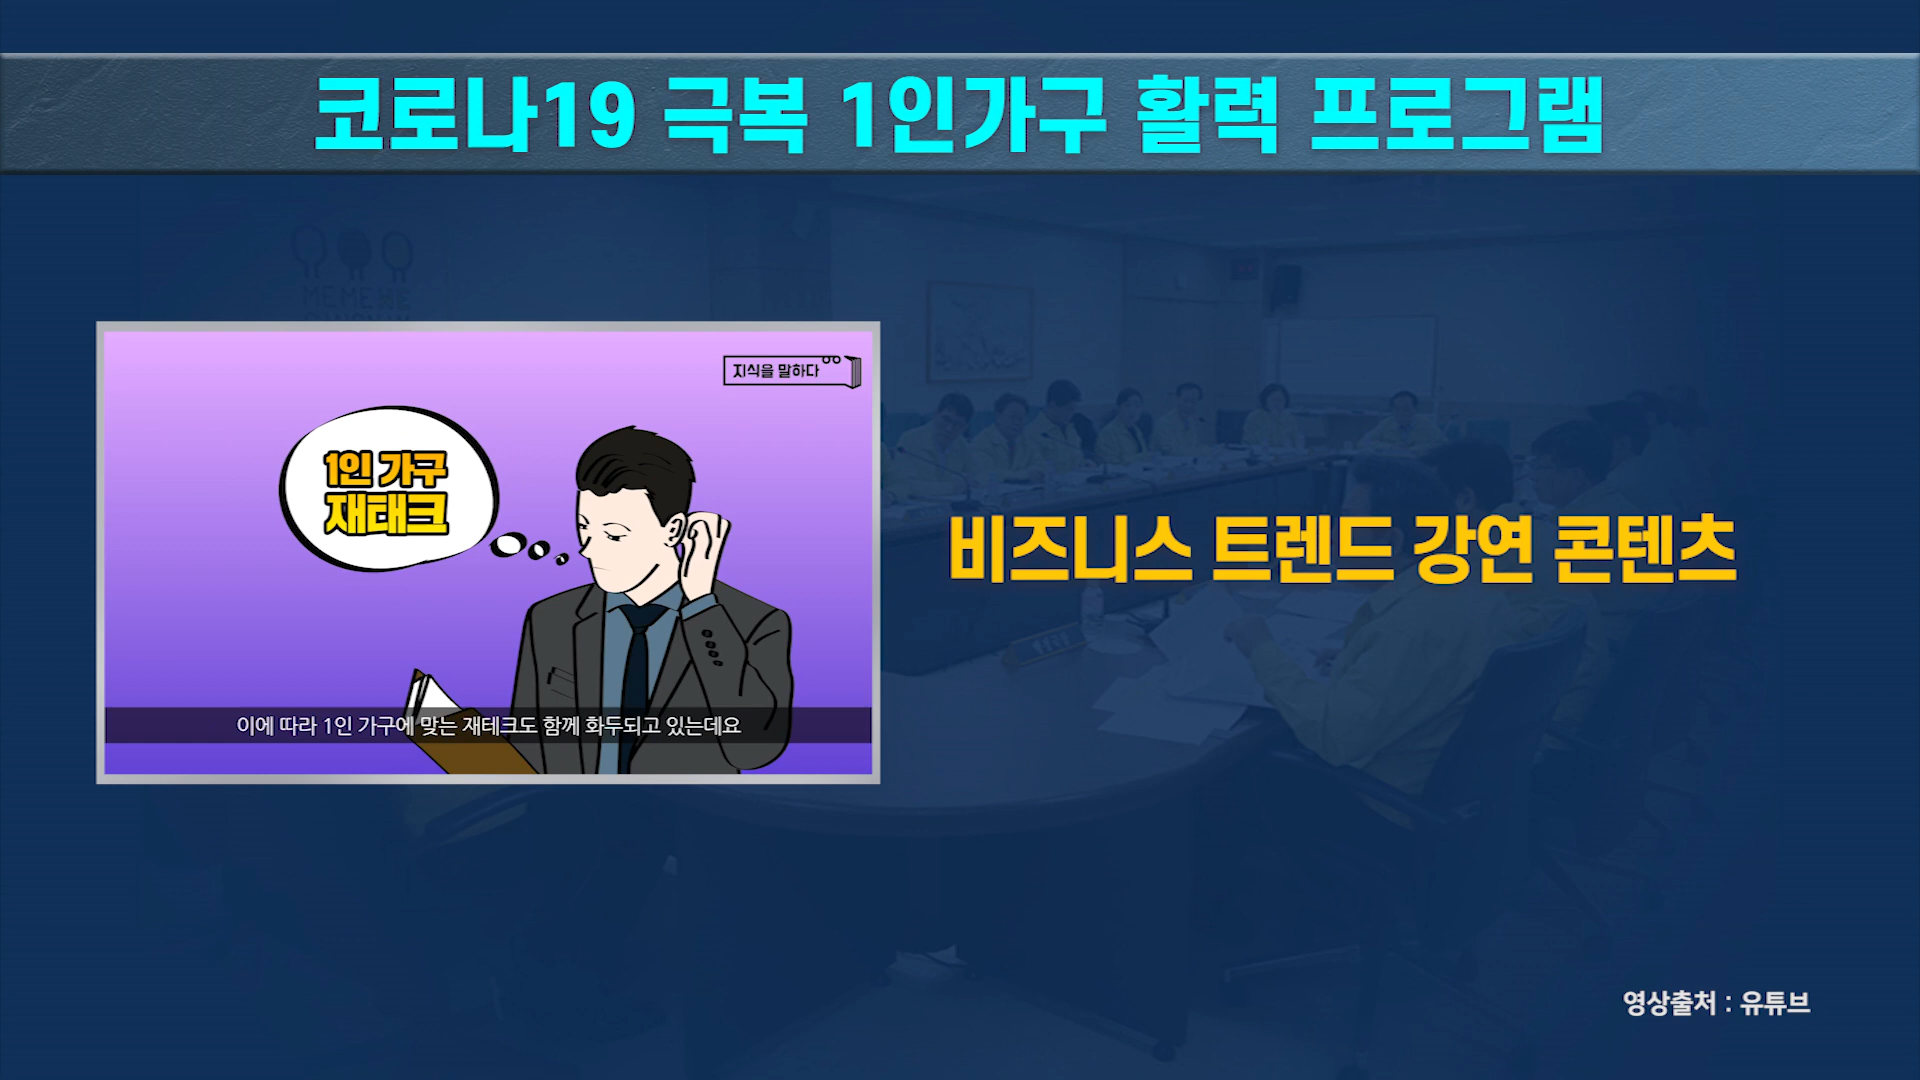 코로나19 극복 1인가구 활력 프로그램
MEMEME
지식을 말하다
1인 가구
재태크
이에 따라 1인 가구에 맞는 재테크도 함께 화두되고 있는데요
비즈니스 트렌드 강연 콘텐츠
영상출처 : 유튜브